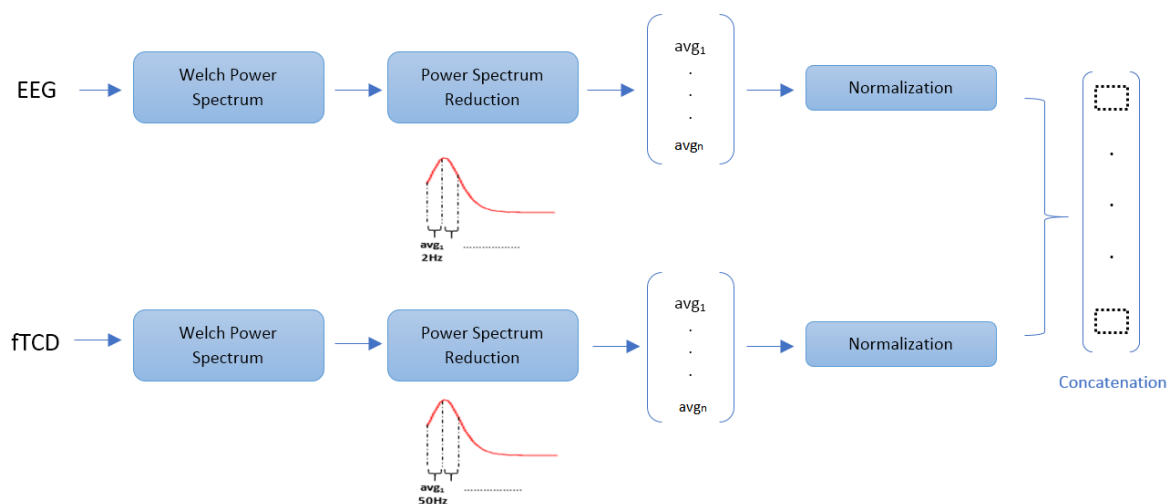 EEG
Welch Power
Spectrum
Power Spectrum
Reduction
avg₁
.
.
.
avgₙ
Normalization
avg₁
2Hz
....................
fTCD
Welch Power
Spectrum
Power Spectrum
Reduction
avg₁
.
.
.
avgₙ
Normalization
avg₁
50Hz
....................
.
.
.
Concatenation